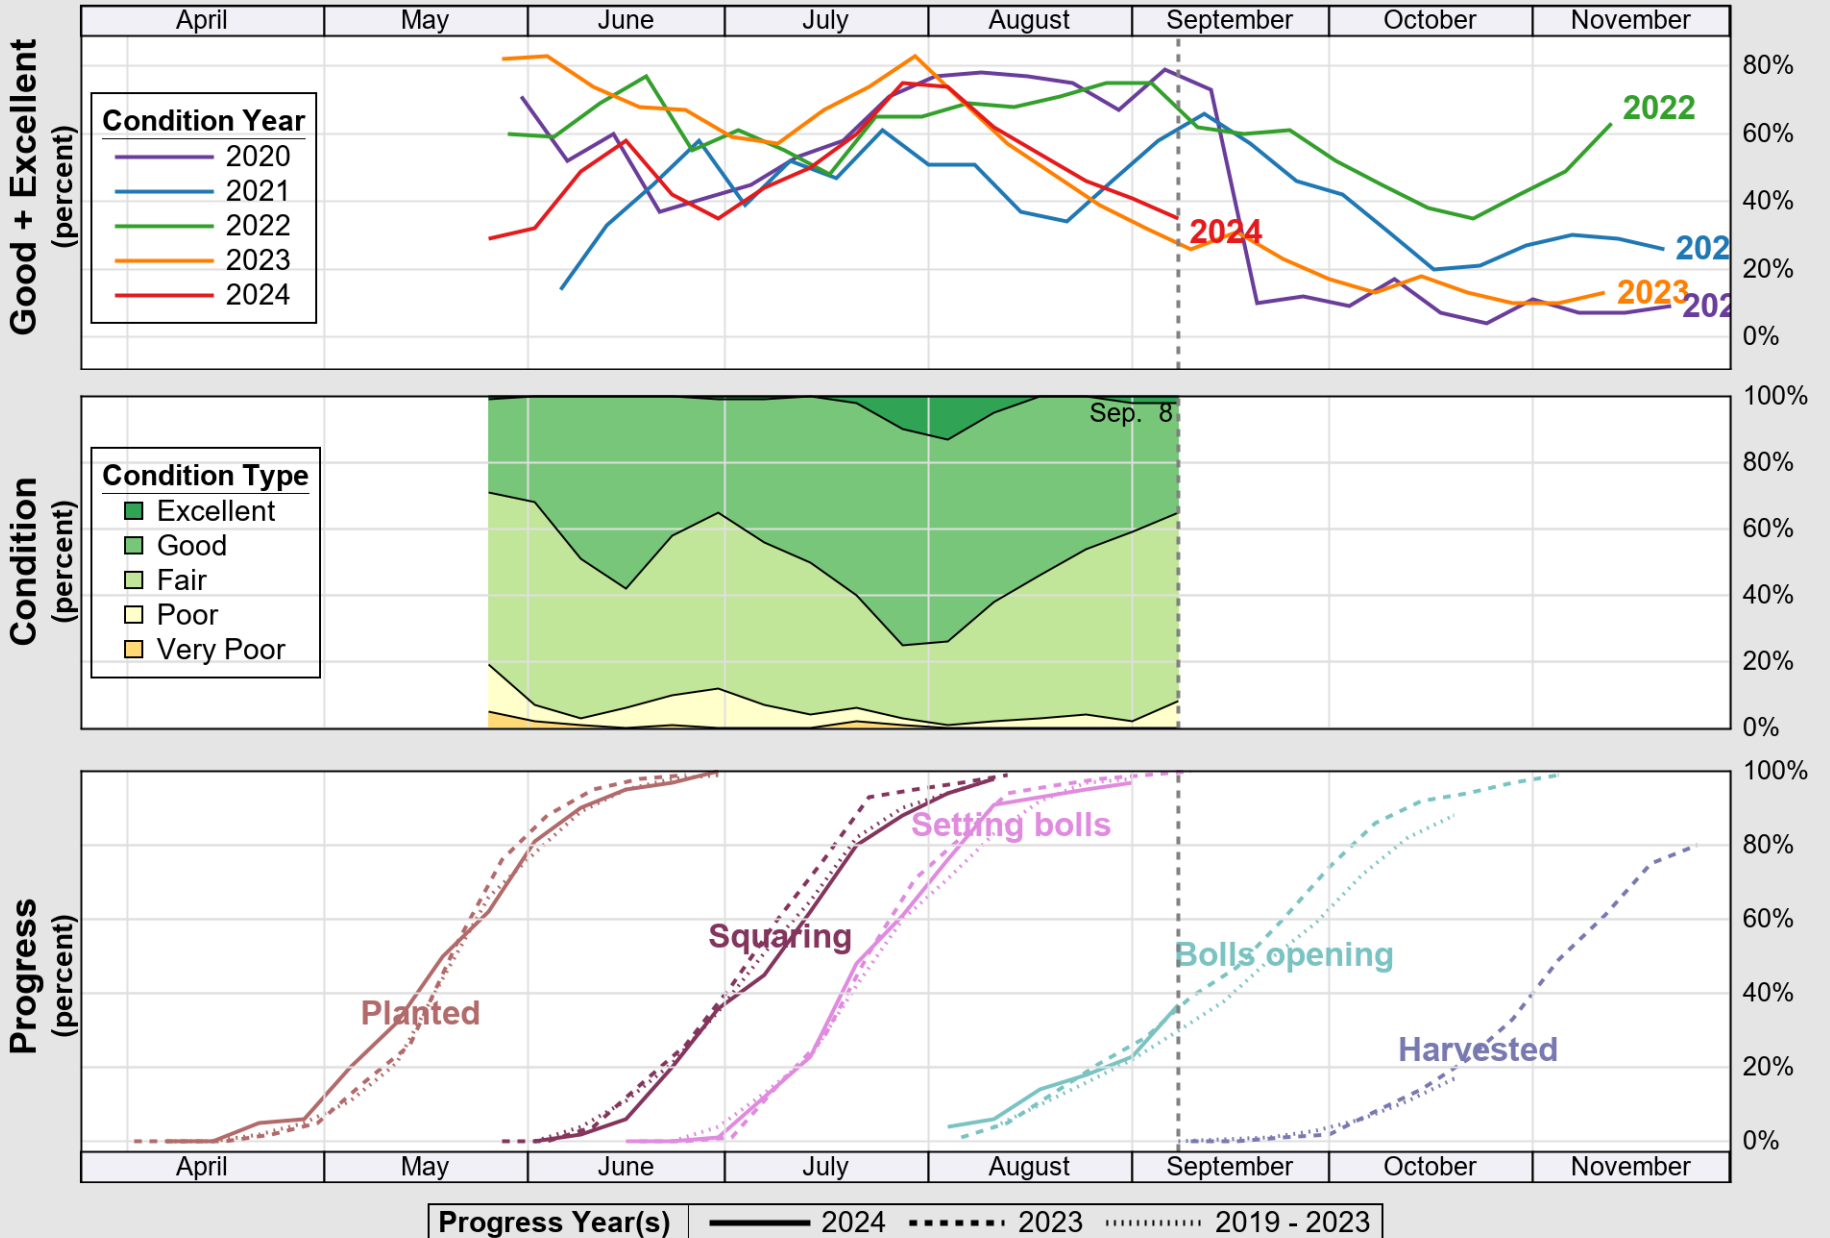 April May June July August September October November
Good + Excellent
(percent)
80%
60%
40%
20%
0%
Condition Year
2020
2021
2022
2023
2024
2022
2024
202
2023
202
Condition
(percent)
100%
80%
60%
40%
20%
0%
Sep. 8
Condition Type
Excellent
Good
Fair
Poor
Very Poor
Progress
(percent)
100%
80%
60%
40%
20%
0%
Setting bolls
Squaring
Bolls opening
Planted
Harvested
April May June July August September October November
Progress Year(s) 2024 2023 2019 - 2023